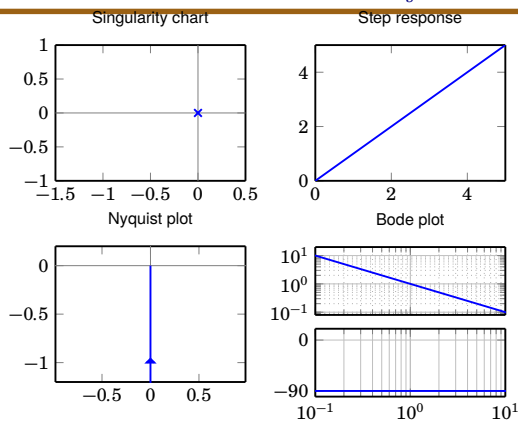 Singularity chart
1
0.5
0
−0.5
−1
−1.5 −1 −0.5 0 0.5
Step response
4
2
0
0 2 4
Nyquist plot
0
−0.5
−1
−0.5 0 0.5
Bode plot
10^1
10^0
10^−1
0
−90
10^−1 10^0 10^1